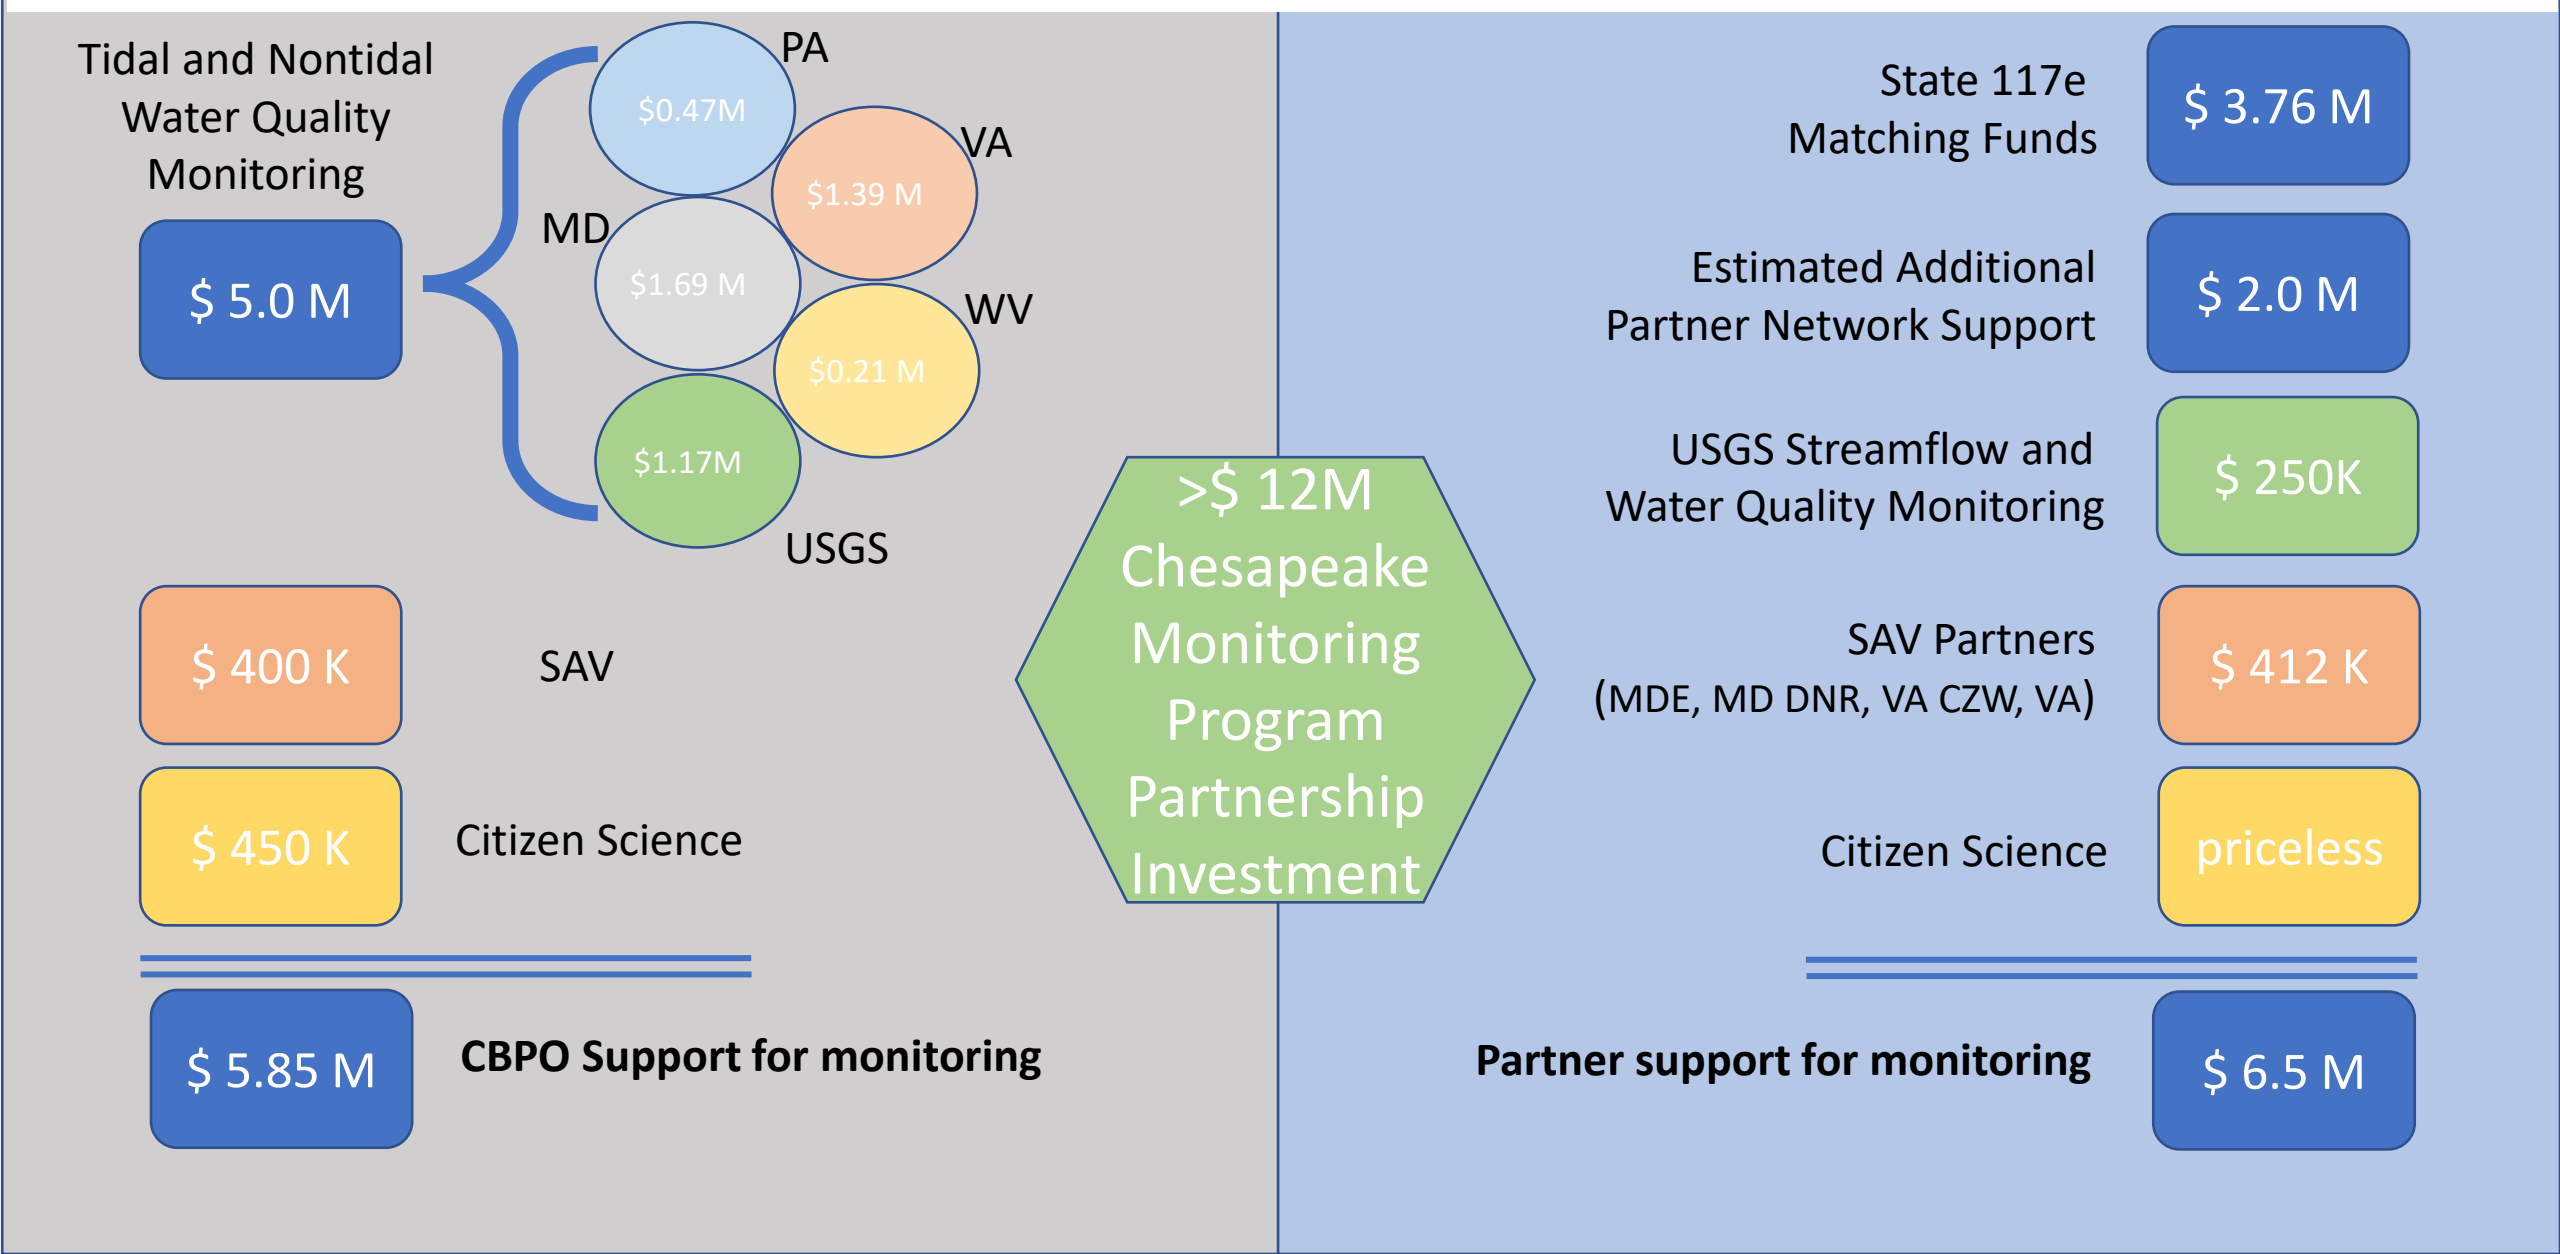 Tidal and Nontidal
Water Quality
Monitoring
$ 5.0 M
PA
$0.47M
VA
$1.39 M
MD
$1.69 M
WV
$0.21 M
$1.17M
USGS
$ 400 K
SAV
$ 450 K
Citizen Science
$ 5.85 M
CBPO Support for monitoring
>$ 12M
Chesapeake
Monitoring
Program
Partnership
Investment
State 117e
Matching Funds
$ 3.76 M
Estimated Additional
Partner Network Support
$ 2.0 M
USGS Streamflow and
Water Quality Monitoring
$ 250K
SAV Partners
(MDE, MD DNR, VA CZW, VA)
$ 412 K
Citizen Science
priceless
Partner support for monitoring
$ 6.5 M